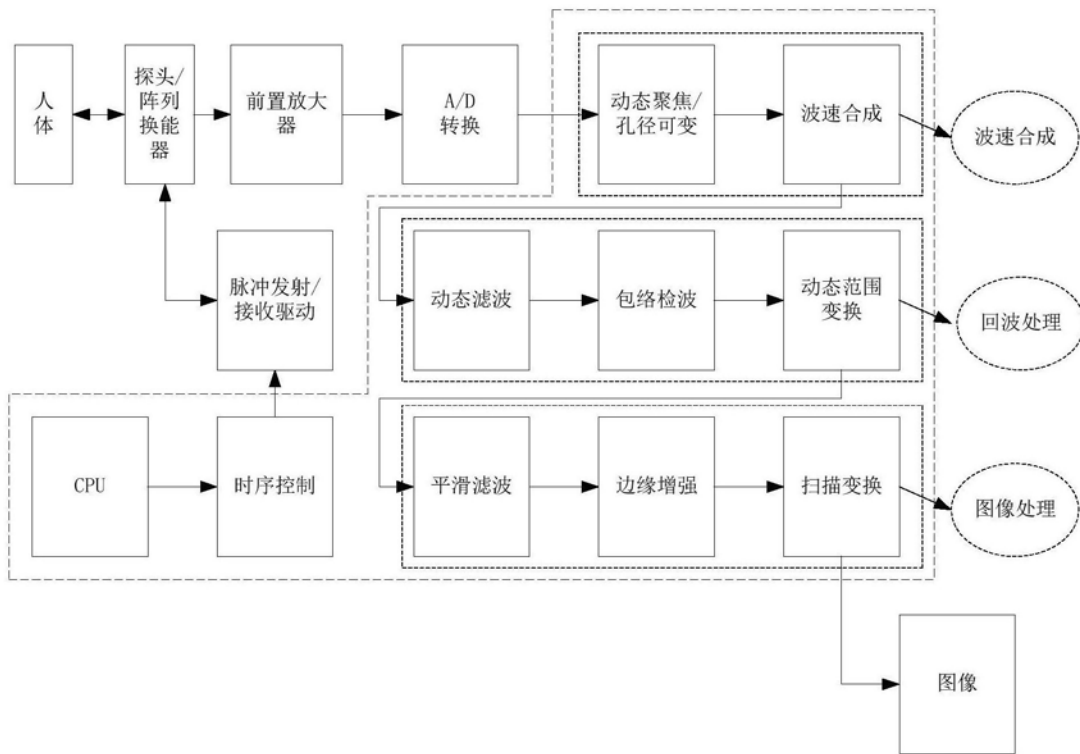 人
体
探头/
阵列
换能
器
前置放大
器
A/D
转换
动态聚焦/
孔径可变
波速合成
波速合成
脉冲发射/
接收驱动
动态滤波
包络检波
动态范围
变换
回波处理
CPU
时序控制
平滑滤波
边缘增强
扫描变换
图像处理
图像